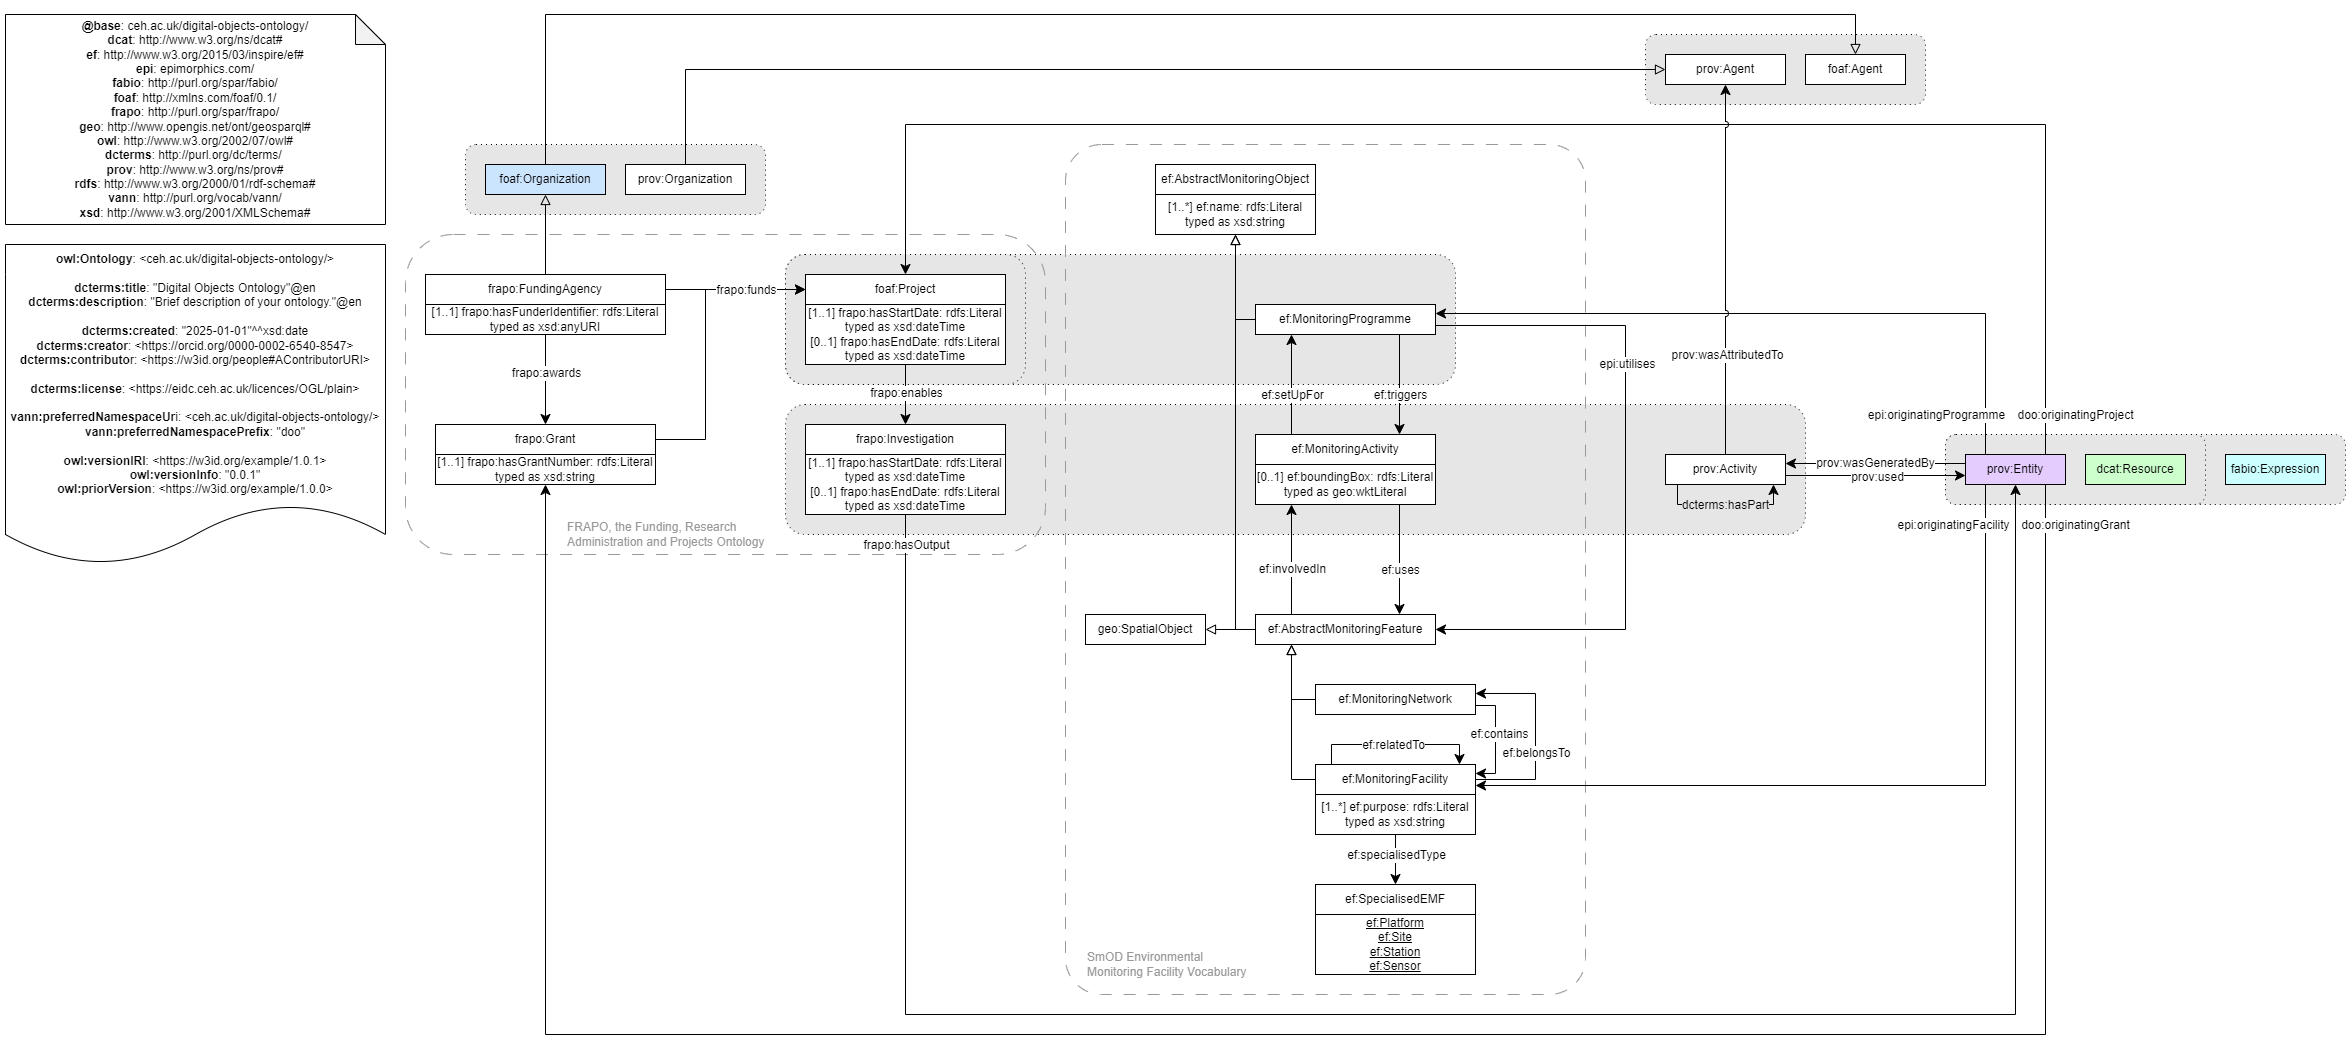 @base: ceh.ac.uk/digital-objects-ontology/
dcat: http://www.w3.org/ns/dcat#
ef: http://www.w3.org/2015/03/inspire/ef#
epi: epimorphics.com/
fabio: http://purl.org/spar/fabio/
foaf: http://xmlns.com/foaf/0.1/
frapo: http://purl.org/spar/frapo/
geo: http://www.opengis.net/ont/geosparql#
owl: http://www.w3.org/2002/07/owl#
dcterms: http://purl.org/dc/terms/
prov: http://www.w3.org/ns/prov#
rdfs: http://www.w3.org/2000/01/rdf-schema#
vann: http://purl.org/vocab/vann/
xsd: http://www.w3.org/2001/XMLSchema#
owl:Ontology: <ceh.ac.uk/digital-objects-ontology/>
dcterms:title: "Digital Objects Ontology"@en
dcterms:description: "Brief description of your ontology."@en
dcterms:created: "2025-01-01"^^xsd:date
dcterms:creator: <https://orcid.org/0000-0002-6540-8547>
dcterms:contributor: <https://w3id.org/people#AContributorURI>
dcterms:license: <https://eidc.ceh.ac.uk/licences/OGL/plain>
vann:preferredNamespaceUri: <ceh.ac.uk/digital-objects-ontology/>
vann:preferredNamespacePrefix: "doo"
owl:versionIRI: <https://w3id.org/example/1.0.1>
owl:versionInfo: "0.0.1"
owl:priorVersion: <https://w3id.org/example/1.0.0>
prov:Agent
foaf:Agent
foaf:Organization
prov:Organization
frapo:FundingAgency
[1..1] frapo:hasFunderIdentifier: rdfs:Literal
typed as xsd:anyURI
frapo:funds
frapo:awards
frapo:Grant
[1..1] frapo:hasGrantNumber: rdfs:Literal
typed as xsd:string
foaf:Project
[1..1] frapo:hasStartDate: rdfs:Literal
typed as xsd:dateTime
[0..1] frapo:hasEndDate: rdfs:Literal
typed as xsd:dateTime
frapo:enables
frapo:Investigation
[1..1] frapo:hasStartDate: rdfs:Literal
typed as xsd:dateTime
[0..1] frapo:hasEndDate: rdfs:Literal
typed as xsd:dateTime
frapo:hasOutput
FRAPO, the Funding, Research
Administration and Projects Ontology
ef:AbstractMonitoringObject
[1..*] ef:name: rdfs:Literal
typed as xsd:string
ef:MonitoringProgramme
ef:setUpFor
ef:triggers
epi:utilises
ef:MonitoringActivity
[0..1] ef:boundingBox: rdfs:Literal
typed as geo:wktLiteral
ef:involvedIn
ef:uses
geo:SpatialObject
ef:AbstractMonitoringFeature
ef:MonitoringNetwork
ef:contains
ef:relatedTo
ef:belongsTo
ef:MonitoringFacility
[1..*] ef:purpose: rdfs:Literal
typed as xsd:string
ef:specialisedType
ef:SpecialisedEMF
ef:Platform
ef:Site
ef:Station
ef:Sensor
SmOD Environmental
Monitoring Facility Vocabulary
prov:wasAttributedTo
prov:Activity
dcterms:hasPart
epi:originatingProgramme
doo:originatingProject
prov:wasGeneratedBy
prov:used
prov:Entity
dcat:Resource
fabio:Expression
epi:originatingFacility
doo:originatingGrant